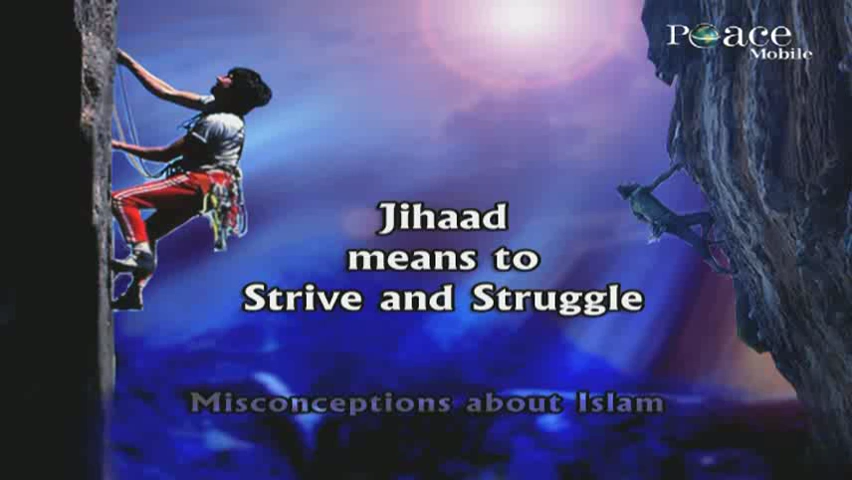 Peace
Mobile
Jihaad
means to
Strive and Struggle
Misconceptions about Islam